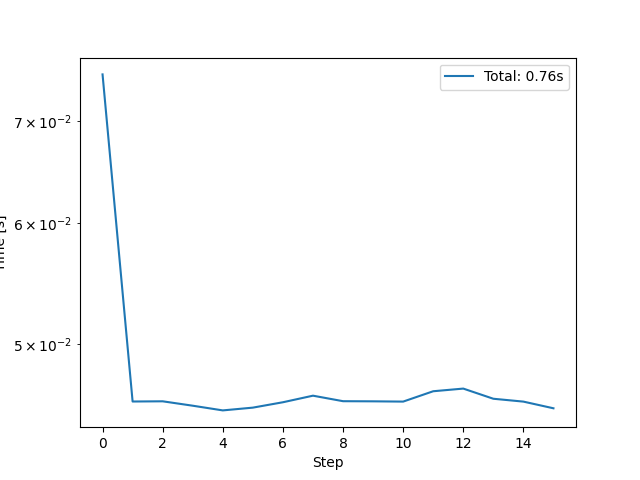 Total: 0.76s
7 × 10⁻²
6 × 10⁻²
5 × 10⁻²
Time [s]
0 2 4 6 8 10 12 14
Step